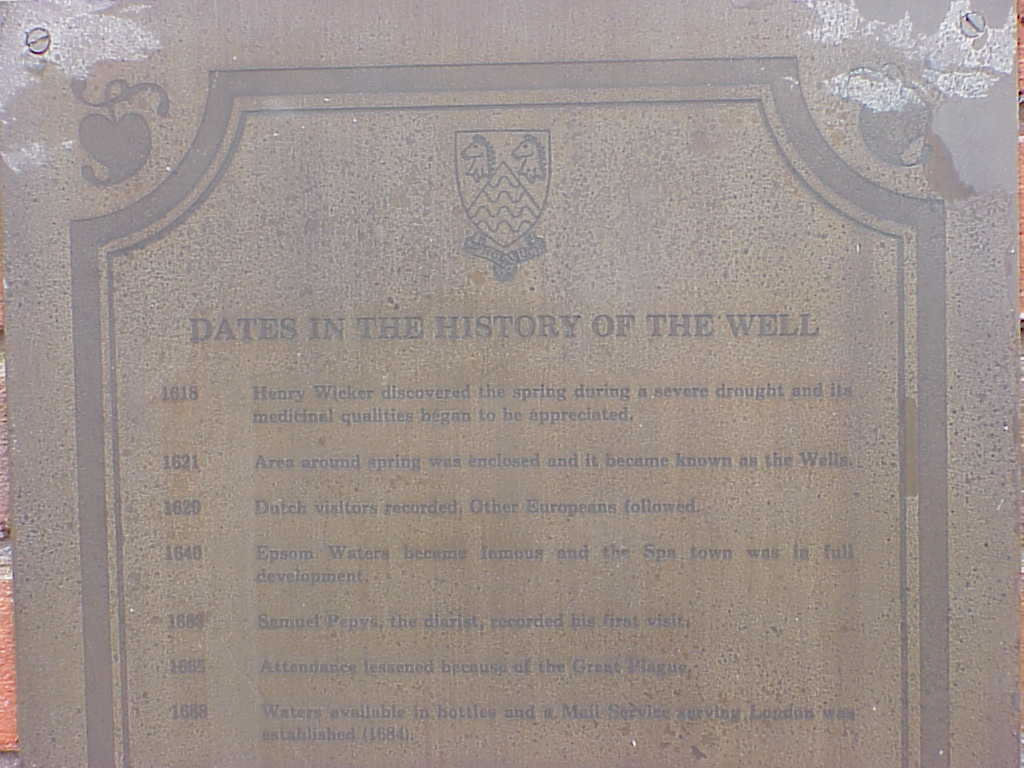 DATES IN THE HISTORY OF THE WELL
1618 Henry Wicker discovered the spring during a severe drought and its
medicinal qualities began to be appreciated.
1621 Area around spring was enclosed and it became known as the Wells.
1629 Dutch visitors recorded. Other Europeans followed.
1640 Epsom Waters became famous and the Spa town was in full
development.
1663 Samuel Pepys, the diarist, recorded his first visit.
1665 Attendance lessened because of the Great Plague.
Waters available in bottles and a Mail Service serving London was
established (1684).